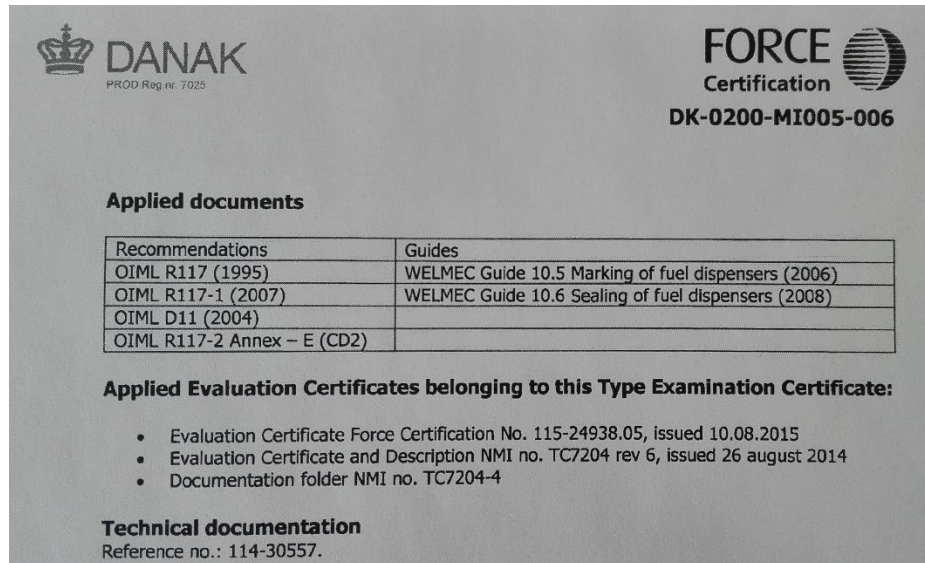 DANAK
PROD Reg.nr. 7025
FORCE
Certification
DK-0200-MI005-006
Applied documents
Recommendations Guides
OIML R117 (1995) WELMEC Guide 10.5 Marking of fuel dispensers (2006)
OIML R117-1 (2007) WELMEC Guide 10.6 Sealing of fuel dispensers (2008)
OIML D11 (2004)
OIML R117-2 Annex – E (CD2)
Applied Evaluation Certificates belonging to this Type Examination Certificate:
• Evaluation Certificate Force Certification No. 115-24938.05, issued 10.08.2015
• Evaluation Certificate and Description NMI no. TC7204 rev 6, issued 26 august 2014
• Documentation folder NMI no. TC7204-4
Technical documentation
Reference no.: 114-30557.